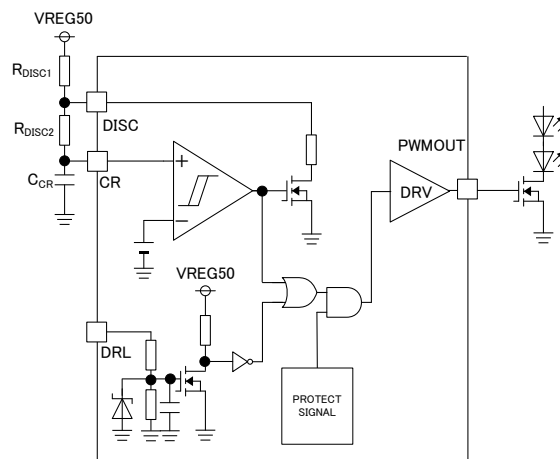 VREG50
RDISC1
DISC
RDISC2
CR
CCR
PWMOUT
DRV
+
−
VREG50
DRL
PROTECT
SIGNAL